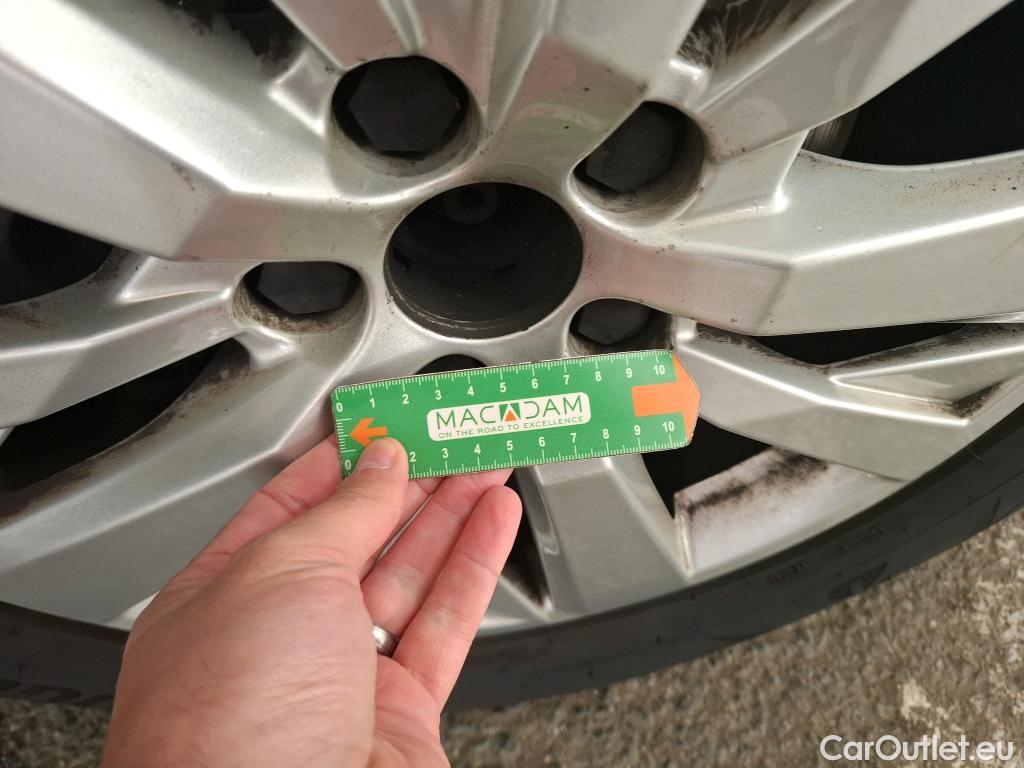 0 1 2 3 4 5 6 7 8 9 10
MACADAM
ON THE ROAD TO EXCELLENCE
0 2 3 4 5 6 7 8 9 10
CarOutlet.eu